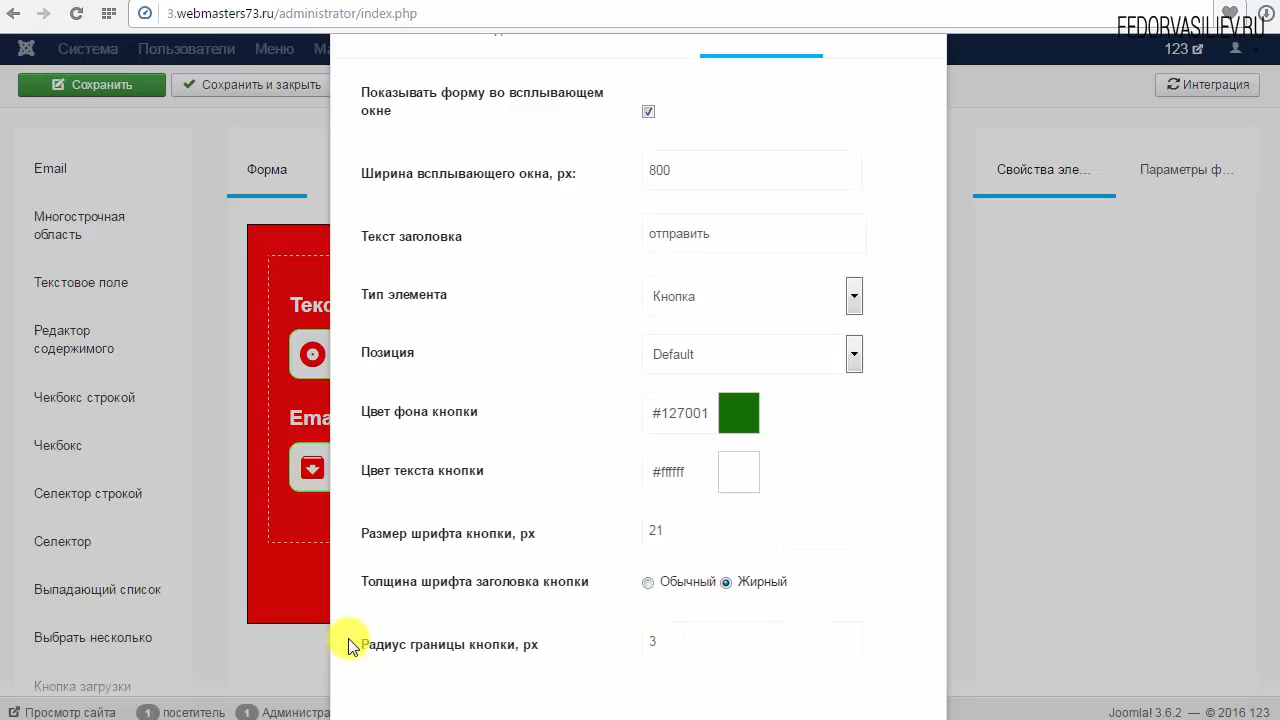 3.webmasters73.ru/administrator/index.php
FEDORVASILIEV.RU
Система Пользователи Меню
123
Сохранить
Сохранить и закрыть
Интеграция
Показывать форму во всплывающем
окне
Email
Форма
Свойства эле...
Параметры ф...
Ширина всплывающего окна, px:
800
Многострочная
область
Текст заголовка
отправить
Текстовое поле
Тип элемента
Кнопка
Редактор
содержимого
Позиция
Default
Чекбокс строкой
Цвет фона кнопки
#127001
Чекбокс
Цвет текста кнопки
#ffffff
Селектор строкой
Селектор
Размер шрифта кнопки, px
21
Толщина шрифта заголовка кнопки
Обычный
Жирный
Выпадающий список
Выбрать несколько
Радиус границы кнопки, px
3
Кнопка загрузки
Просмотр сайта
1
посетитель
1
Joomla! 3.6.2 — © 2016 123